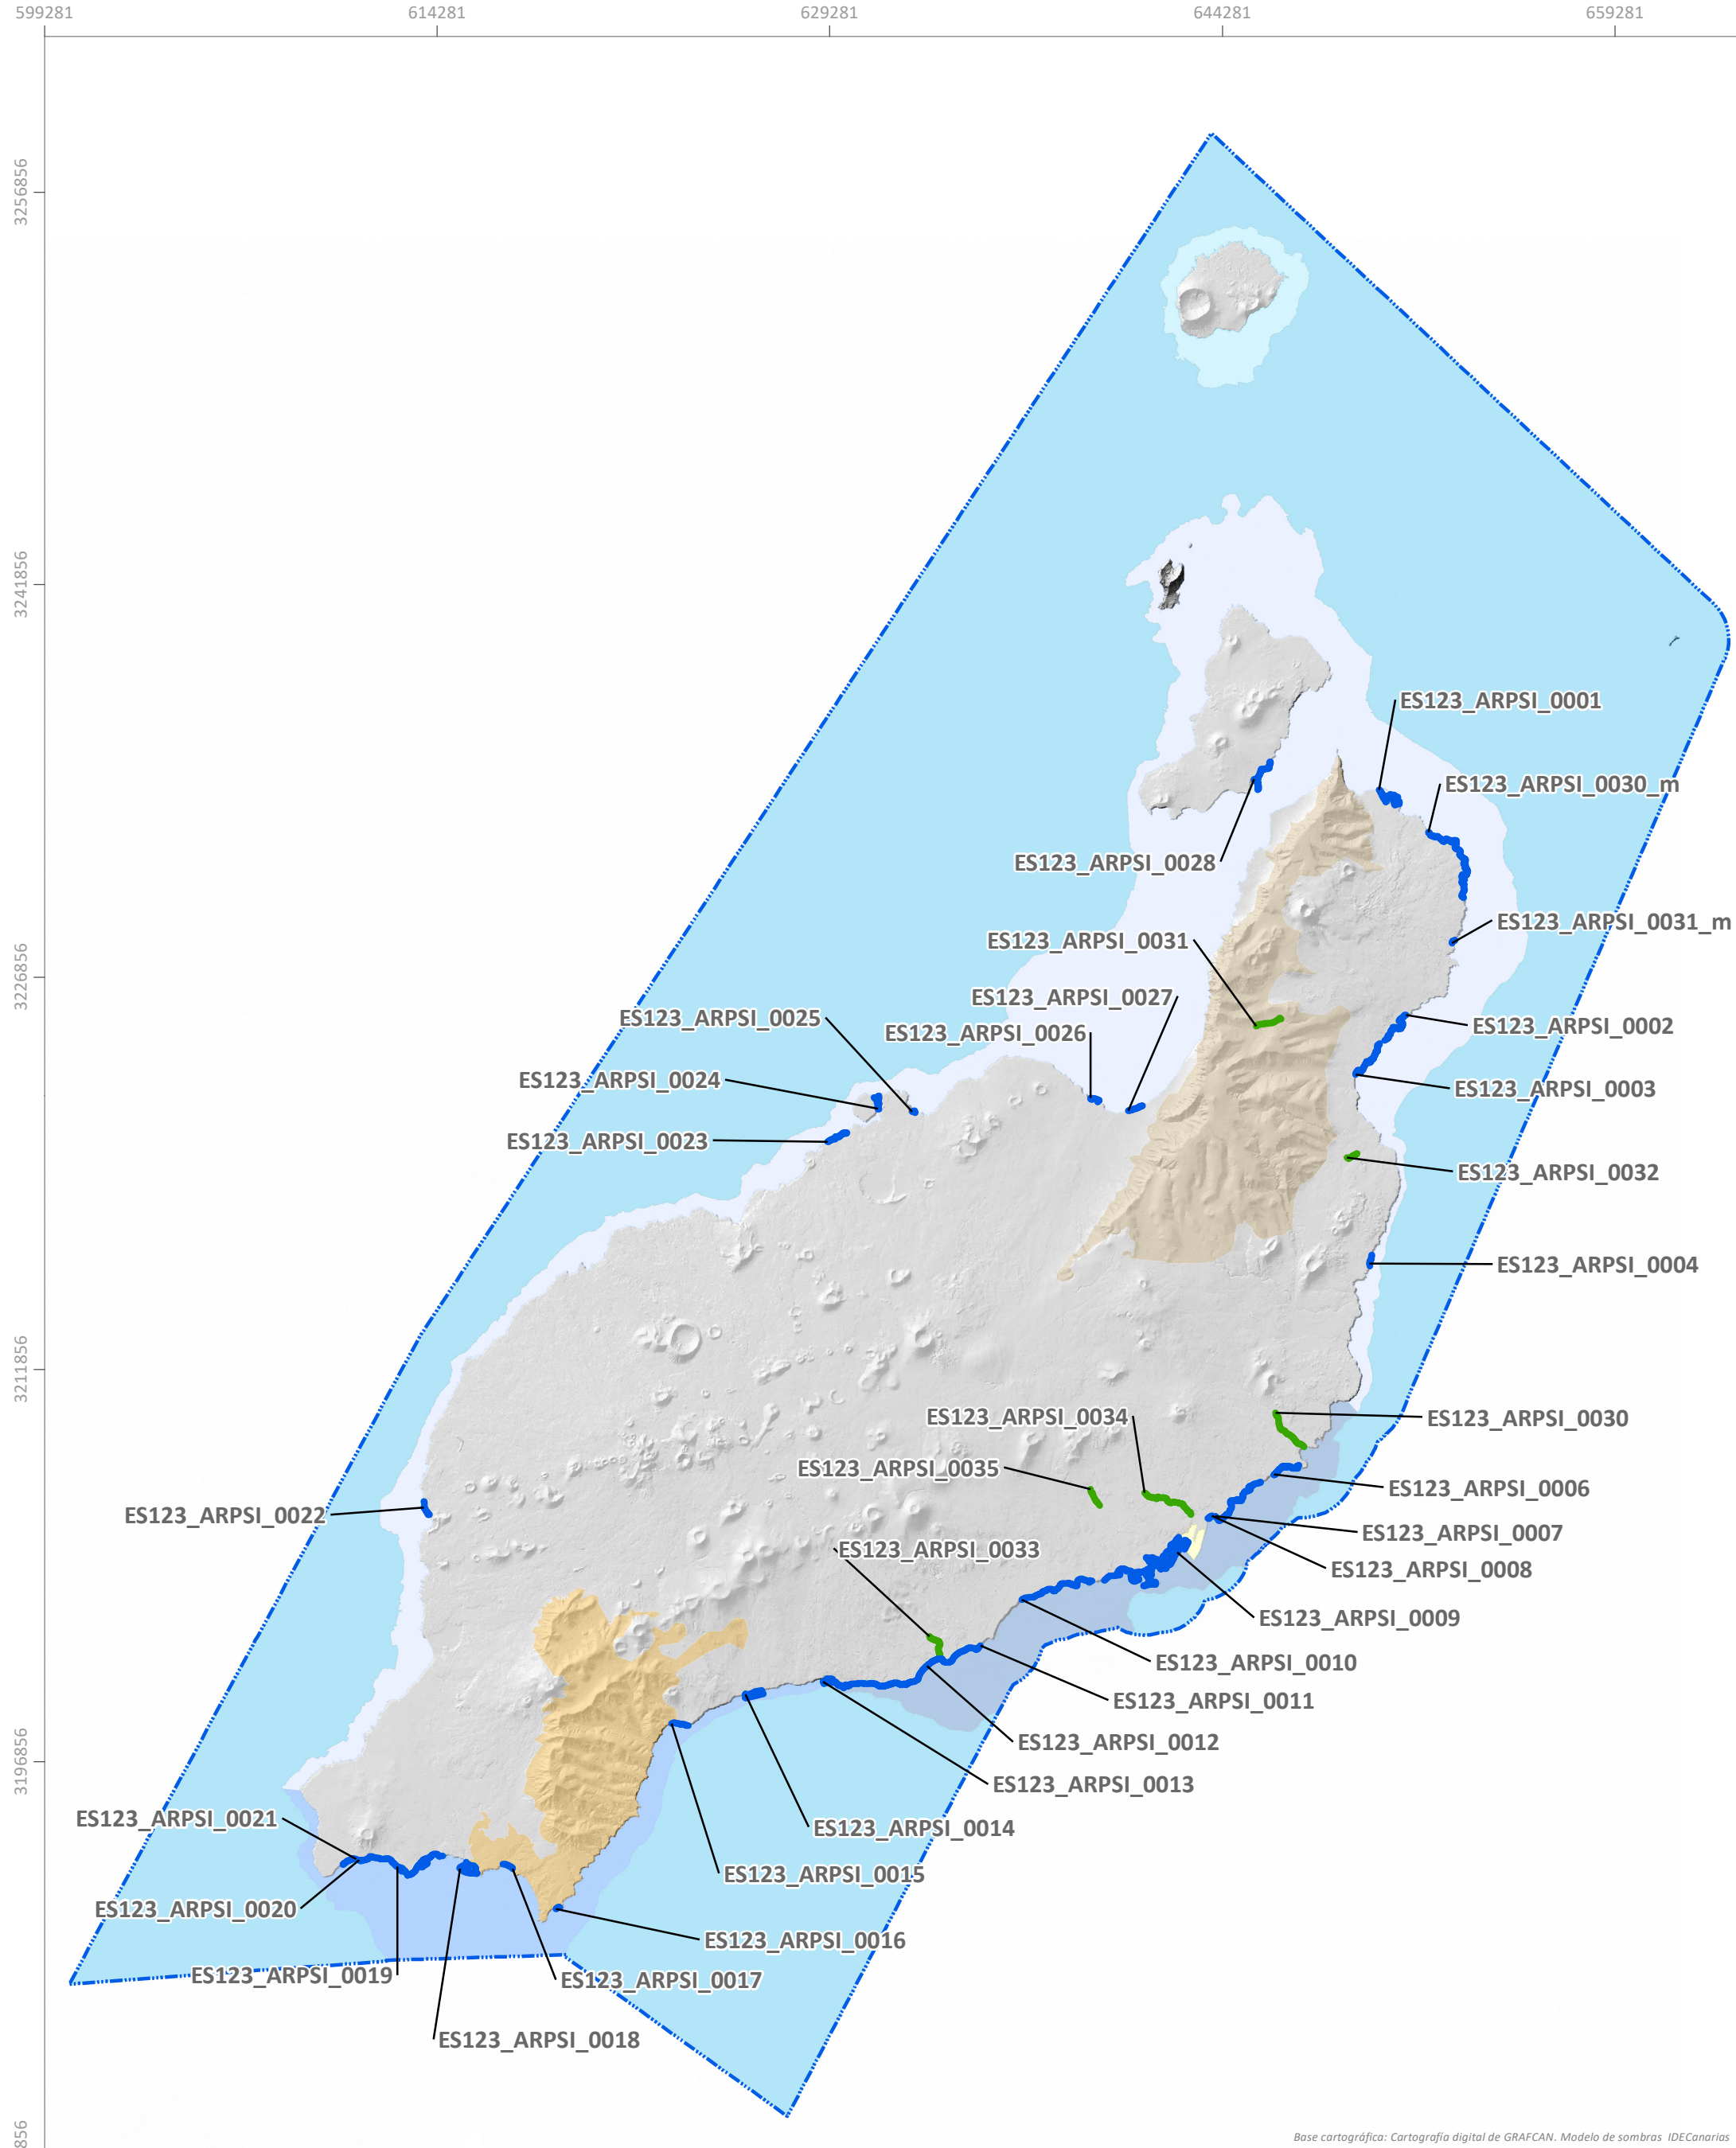 599281 614281 629281 644281 659281
3256856
3241856
ES123_ARPSI_0001
ES123_ARPSI_0030_m
ES123_ARPSI_0028
ES123_ARPSI_0031_m
ES123_ARPSI_0031
3226856
ES123_ARPSI_0027
ES123_ARPSI_0025
ES123_ARPSI_0002
ES123_ARPSI_0026
ES123_ARPSI_0024
ES123_ARPSI_0003
ES123_ARPSI_0023
ES123_ARPSI_0032
ES123_ARPSI_0004
3211856
ES123_ARPSI_0034
ES123_ARPSI_0030
ES123_ARPSI_0035
ES123_ARPSI_0006
ES123_ARPSI_0022
ES123_ARPSI_0007
ES123_ARPSI_0033
ES123_ARPSI_0008
ES123_ARPSI_0009
ES123_ARPSI_0010
ES123_ARPSI_0011
ES123_ARPSI_0012
3196856
ES123_ARPSI_0013
ES123_ARPSI_0021
ES123_ARPSI_0014
ES123_ARPSI_0015
ES123_ARPSI_0020
ES123_ARPSI_0016
ES123_ARPSI_0019
ES123_ARPSI_0017
ES123_ARPSI_0018
856
Base cartográfica: Cartografía digital de GRAFCAN. Modelo de sombras IDECanarias